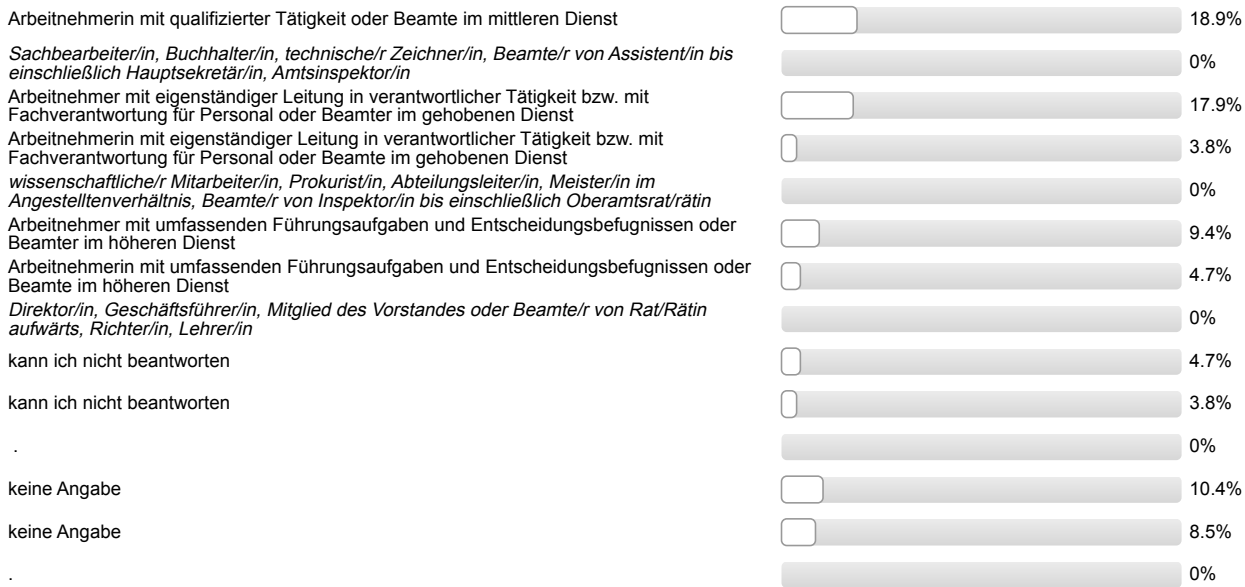 Arbeitnehmerin mit qualifizierter Tätigkeit oder Beamte im mittleren Dienst 18.9%
Sachbearbeiter/in, Buchhalter/in, technische/r Zeichner/in, Beamte/r von Assistent/in bis
einschließlich Hauptsekretär/in, Amtsinspektor/in 0%
Arbeitnehmer mit eigenständiger Leitung in verantwortlicher Tätigkeit bzw. mit
Fachverantwortung für Personal oder Beamter im gehobenen Dienst 17.9%
Arbeitnehmerin mit eigenständiger Leitung in verantwortlicher Tätigkeit bzw. mit
Fachverantwortung für Personal oder Beamte im gehobenen Dienst 3.8%
wissenschaftliche/r Mitarbeiter/in, Prokurist/in, Abteilungsleiter/in, Meister/in im
Angestelltenverhältnis, Beamte/r von Inspektor/in bis einschließlich Oberamtsrat/rätin 0%
Arbeitnehmer mit umfassenden Führungsaufgaben und Entscheidungsbefugnissen oder
Beamter im höheren Dienst 9.4%
Arbeitnehmerin mit umfassenden Führungsaufgaben und Entscheidungsbefugnissen oder
Beamte im höheren Dienst 4.7%
Direktor/in, Geschäftsführer/in, Mitglied des Vorstandes oder Beamte/r von Rat/Rätin
aufwärts, Richter/in, Lehrer/in 0%
kann ich nicht beantworten 4.7%
kann ich nicht beantworten 3.8%
. 0%
keine Angabe 10.4%
keine Angabe 8.5%
. 0%